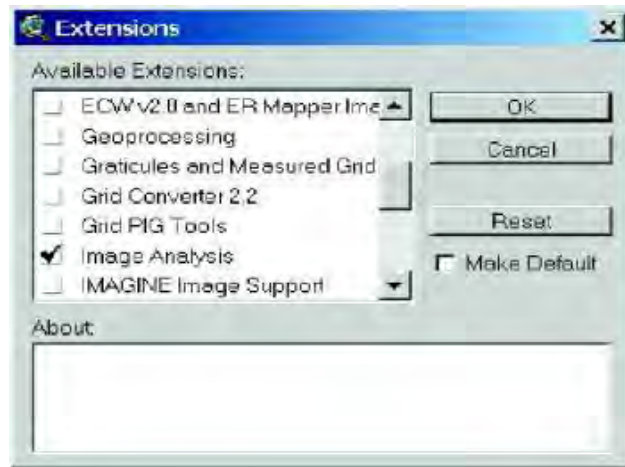 Extensions
Available Extensions:
ECW v2.0 and ER Mapper Ima
Geoprocessing
Graticules and Measured Grid
Grid Converter 2.2
Grid PIG Tools
Image Analysis
IMAGINE Image Support
OK
Cancel
Reset
Make Default
About: